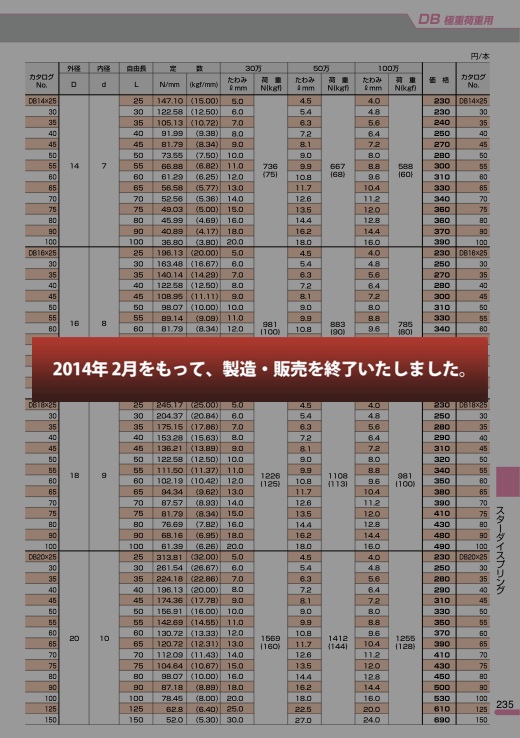 DB 極重荷重用
円/本
カタログ No. 外径 D 内径 d 自由長 L 定数 N/mm (kgf/mm) 30万 たわみ ℓmm 荷重 N(kgf) 50万 たわみ ℓmm 荷重 N(kgf) 100万 たわみ ℓmm 荷重 N(kgf) 価格 カタログ No.
DB14×25 25 147.10 (15.00) 5.0 4.5 4.0 230 DB14×25
30 30 122.58 (12.50) 6.0 5.4 4.8 230 30
35 35 105.13 (10.72) 7.0 6.3 5.6 240 35
40 40 91.99 (9.38) 8.0 7.2 6.4 250 40
45 45 81.79 (8.34) 9.0 8.1 7.2 270 45
50 50 73.55 (7.50) 10.0 9.0 8.0 280 50
55 14 7 55 66.88 (6.82) 11.0 736 9.9 667 8.8 588 300 55
60 60 61.29 (6.25) 12.0 (75) 10.8 (68) 9.6 (60) 310 60
65 65 56.58 (5.77) 13.0 11.7 10.4 330 65
70 70 52.56 (5.36) 14.0 12.6 11.2 340 70
75 75 49.03 (5.00) 15.0 13.5 12.0 360 75
80 80 45.99 (4.69) 16.0 14.4 12.8 360 80
90 90 40.89 (4.17) 18.0 16.2 14.4 370 90
100 100 36.80 (3.80) 20.0 18.0 16.0 390 100
DB16×25 25 196.13 (20.00) 5.0 4.5 4.0 230 DB16×25
30 30 163.48 (16.67) 6.0 5.4 4.8 250 30
35 35 140.14 (14.29) 7.0 6.3 5.6 270 35
40 40 122.58 (12.50) 8.0 7.2 6.4 280 40
45 45 108.95 (11.11) 9.0 8.1 7.2 300 45
50 50 98.07 (10.00) 10.0 9.0 8.0 310 50
55 16 8 55 89.14 (9.09) 11.0 981 9.9 883 8.8 785 330 55
60 60 81.79 (8.34) 12.0 (100) 10.8 (90) 9.6 (80) 340 60
2014年 2月をもって、製造・販売を終了いたしました。
DB18×25 25 245.17 (25.00) 5.0 4.5 4.0 230 DB18×25
30 30 204.37 (20.84) 6.0 5.4 4.8 250 30
35 35 175.15 (17.86) 7.0 6.3 5.6 280 35
40 40 153.28 (15.63) 8.0 7.2 6.4 290 40
45 45 136.21 (13.89) 9.0 8.1 7.2 310 45
50 50 122.58 (12.50) 10.0 9.0 8.0 320 50
55 18 9 55 111.50 (11.37) 11.0 1226 9.9 1108 8.8 981 340 55
60 60 102.19 (10.42) 12.0 (125) 10.8 (113) 9.6 (100) 350 60
65 65 94.34 (9.62) 13.0 11.7 10.4 360 65
70 70 87.57 (8.93) 14.0 12.6 11.2 390 70
75 75 81.79 (8.34) 15.0 13.5 12.0 410 75
80 80 76.69 (7.82) 16.0 14.4 12.8 430 80
90 90 68.16 (6.95) 18.0 16.2 14.4 480 90
100 100 61.39 (6.26) 20.0 18.0 16.0 490 100
DB20×25 25 313.81 (32.00) 5.0 4.5 4.0 230 DB20×25
30 30 261.54 (26.67) 6.0 5.4 4.8 260 30
35 35 224.18 (22.86) 7.0 6.3 5.6 280 35
40 40 196.13 (20.00) 8.0 7.2 6.4 290 40
45 45 174.36 (17.78) 9.0 8.1 7.2 310 45
50 50 156.91 (16.00) 10.0 9.0 8.0 330 50
55 55 142.69 (14.55) 11.0 9.9 8.8 350 55
60 20 10 60 130.72 (13.33) 12.0 1569 10.8 1412 9.6 1255 370 60
65 65 120.72 (12.31) 13.0 (160) 11.7 (144) 10.4 (128) 390 65
70 70 112.09 (11.43) 14.0 12.6 11.2 410 70
75 75 104.64 (10.67) 15.0 13.5 12.0 430 75
80 80 98.07 (10.00) 16.0 14.4 12.8 450 80
90 90 87.18 (8.89) 18.0 16.2 14.4 500 90
100 100 78.45 (8.00) 20.0 18.0 16.0 530 100
125 125 62.8 (6.40) 25.0 22.5 20.0 610 125
150 150 52.0 (5.30) 30.0 27.0 24.0 690 150
スターダイスプリング
235